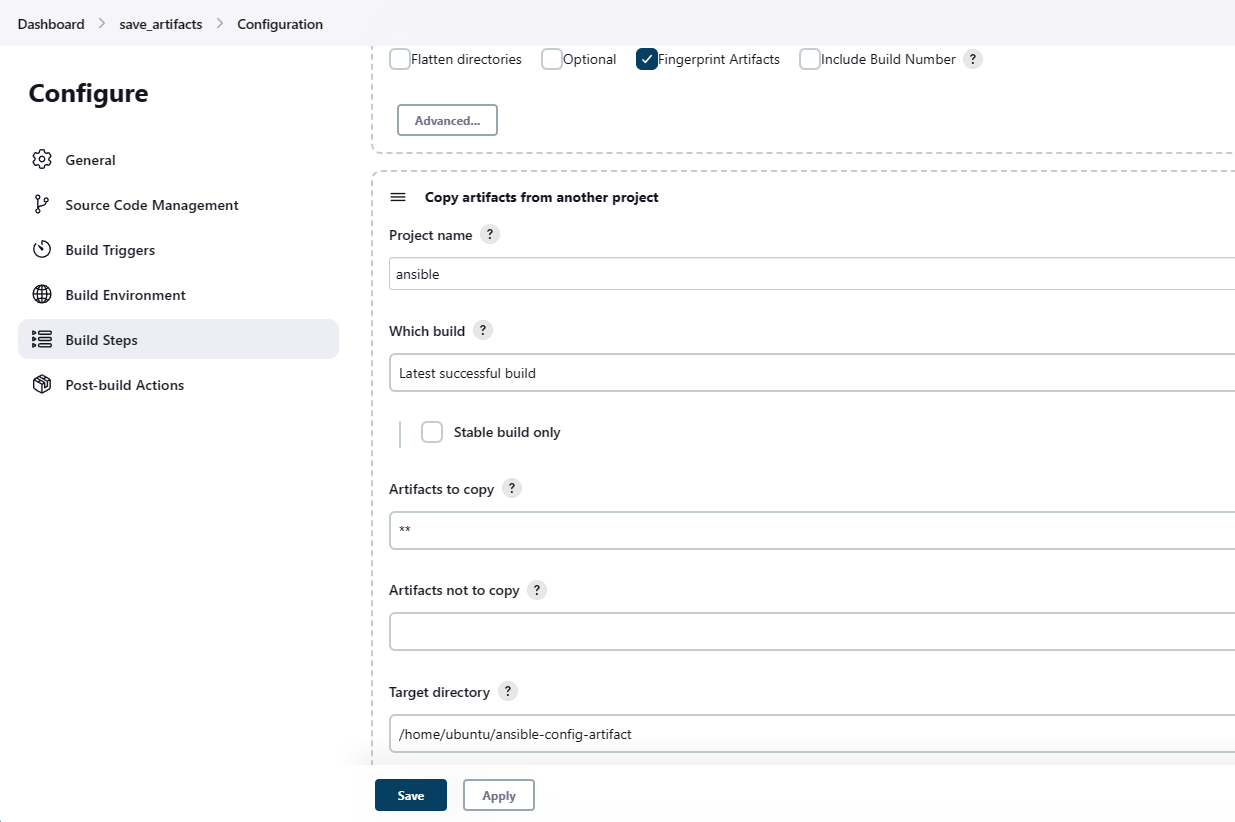 Dashboard > save_artifacts > Configuration
Configure
General
Source Code Management
Build Triggers
Build Environment
Build Steps
Post-build Actions
Flatten directories Optional Fingerprint Artifacts Include Build Number ?
Advanced...
Copy artifacts from another project
Project name ?
ansible
Which build ?
Latest successful build
Stable build only
Artifacts to copy ?
**
Artifacts not to copy ?
Target directory ?
/home/ubuntu/ansible-config-artifact
Save Apply